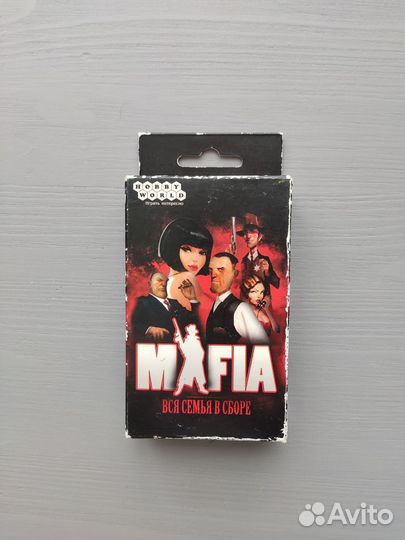 HOBBY
WORLD
Играть интересно
MAFIA
ВСЯ СЕМЬЯ В СБОРЕ
Avito